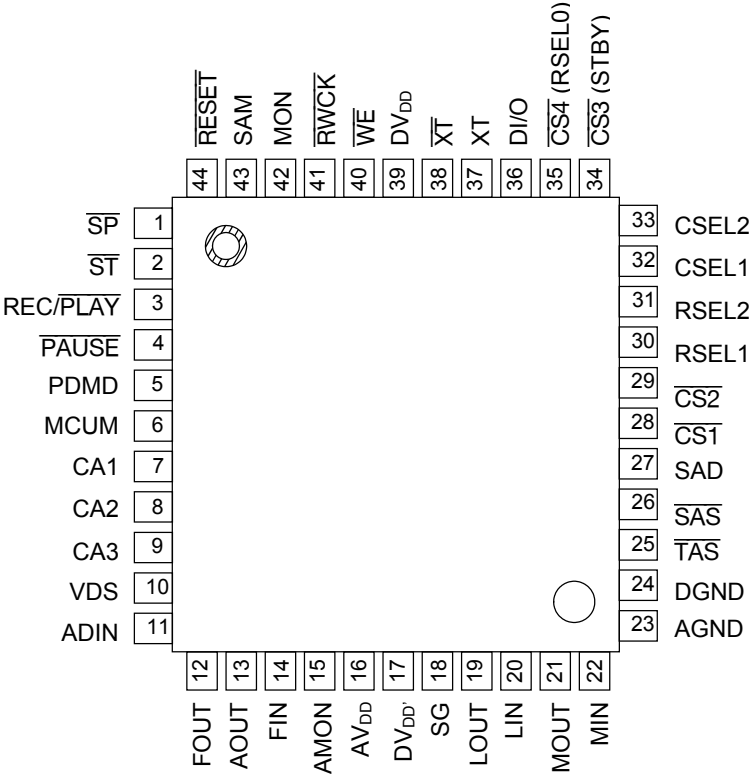 RESET
SAM
MON
RWCK
WE
DVDD
XT
XT
DI/O
CS4 (RSEL0)
CS3 (STBY)
44
43
42
41
40
39
38
37
36
35
34
SP 1
ST 2
REC/PLAY 3
PAUSE 4
PDMD 5
MCUM 6
CA1 7
CA2 8
CA3 9
VDS 10
ADIN 11
33 CSEL2
32 CSEL1
31 RSEL2
30 RSEL1
29 CS2
28 CS1
27 SAD
26 SAS
25 TAS
24 DGND
23 AGND
12
13
14
15
16
17
18
19
20
21
22
FOUT
AOUT
FIN
AMON
AVDD
DVDD'
SG
LOUT
LIN
MOUT
MIN